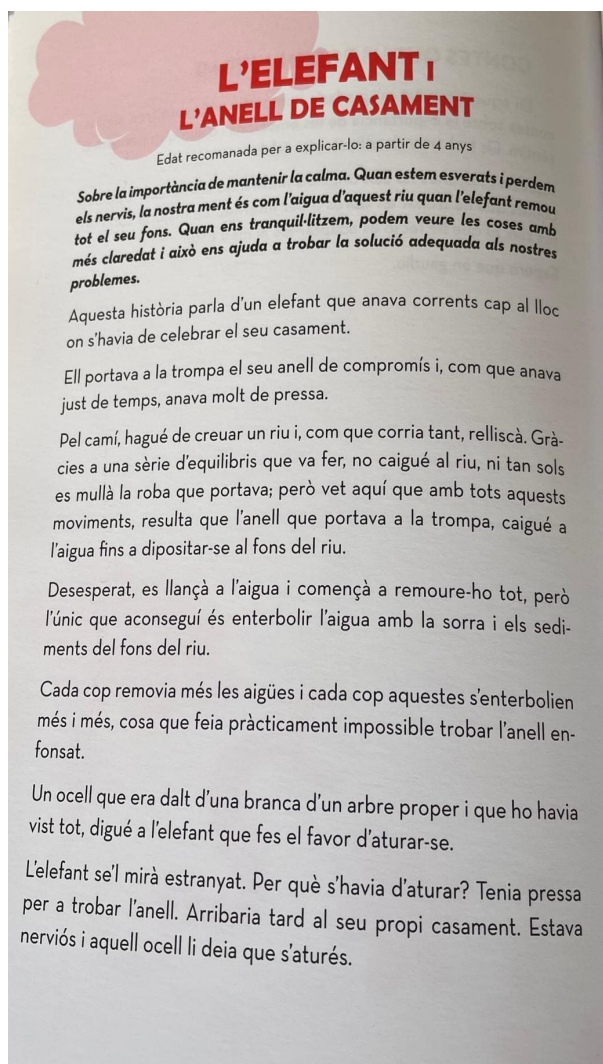 L'ELEFANT I
L'ANELL DE CASAMENT
Edat recomanada per a explicar-lo: a partir de 4 anys
Sobre la importància de mantenir la calma. Quan estem esverats i perdem
els nervis, la nostra ment és com l'aigua d'aquest riu quan l'elefant remou
tot el seu fons. Quan ens tranquil·litzem, podem veure les coses amb
més claredat i això ens ajuda a trobar la solució adequada als nostres
problemes.
Aquesta història parla d'un elefant que anava corrents cap al lloc
on s'havia de celebrar el seu casament.
Ell portava a la trompa el seu anell de compromís i, com que anava
just de temps, anava molt de pressa.
Pel camí, hagué de creuar un riu i, com que corria tant, relliscà. Grà-
cies a una sèrie d'equilibris que va fer, no caigué al riu, ni tan sols
es mullà la roba que portava; però vet aquí que amb tots aquests
moviments, resulta que l'anell que portava a la trompa, caigué a
l'aigua fins a dipositar-se al fons del riu.
Desesperat, es llançà a l'aigua i començà a remoure-ho tot, però
l'únic que aconseguí és enterbolir l'aigua amb la sorra i els sedi-
ments del fons del riu.
Cada cop removia més les aigües i cada cop aquestes s'enterbolien
més i més, cosa que feia pràcticament impossible trobar l'anell en-
fonsat.
Un ocell que era dalt d'una branca d'un arbre proper i que ho havia
vist tot, digué a l'elefant que fes el favor d'aturar-se.
L'elefant se'l mirà estranyat. Per què s'havia d'aturar? Tenia pressa
per a trobar l'anell. Arribaria tard al seu propi casament. Estava
nerviós i aquell ocell li deia que s'aturés.